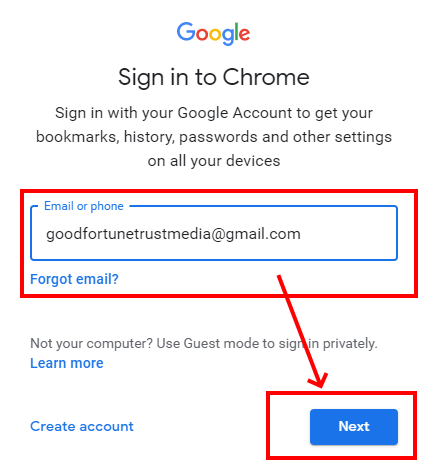 Google
Sign in to Chrome
Sign in with your Google Account to get your
bookmarks, history, passwords and other settings
on all your devices
Email or phone
goodfortunetrustmedia@gmail.com
Forgot email?
Not your computer? Use Guest mode to sign in privately.
Learn more
Create account
Next